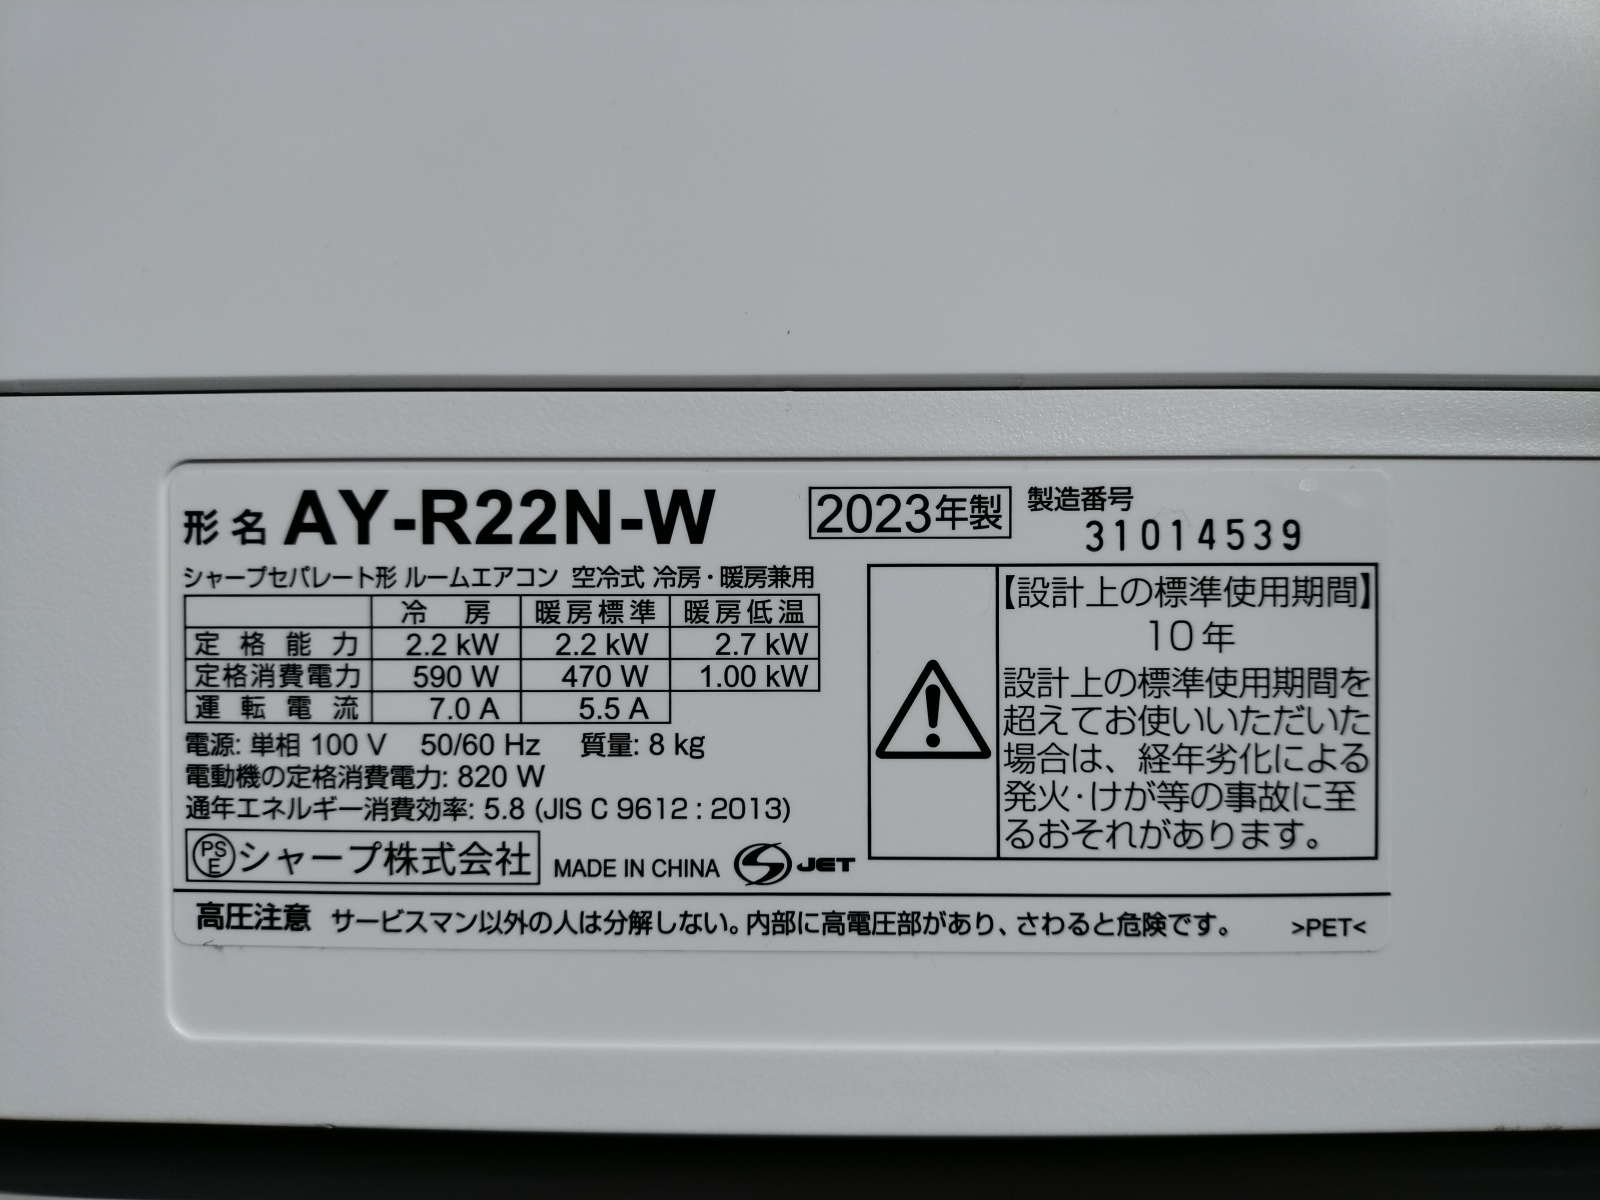 形名 AY-R22N-W 2023年製 製造番号
31014539
シャープセパレート形 ルームエアコン 空冷式 冷房・暖房兼用
冷房 暖房標準 暖房低温
定格能力 2.2 kW 2.2 kW 2.7 kW
定格消費電力 590 W 470 W 1.00 kW
運転電流 7.0 A 5.5 A
電源: 単相 100 V 50/60 Hz 質量: 8 kg
電動機の定格消費電力: 820 W
通年エネルギー消費効率: 5.8 (JIS C 9612 : 2013)
PSE シャープ株式会社 MADE IN CHINA S JET
【設計上の標準使用期間】
10年
設計上の標準使用期間を
超えてお使いいただいた
場合は、経年劣化による
発火・けが等の事故に至
るおそれがあります。
高圧注意 サービスマン以外の人は分解しない。内部に高電圧部があり、さわると危険です。 >PET<